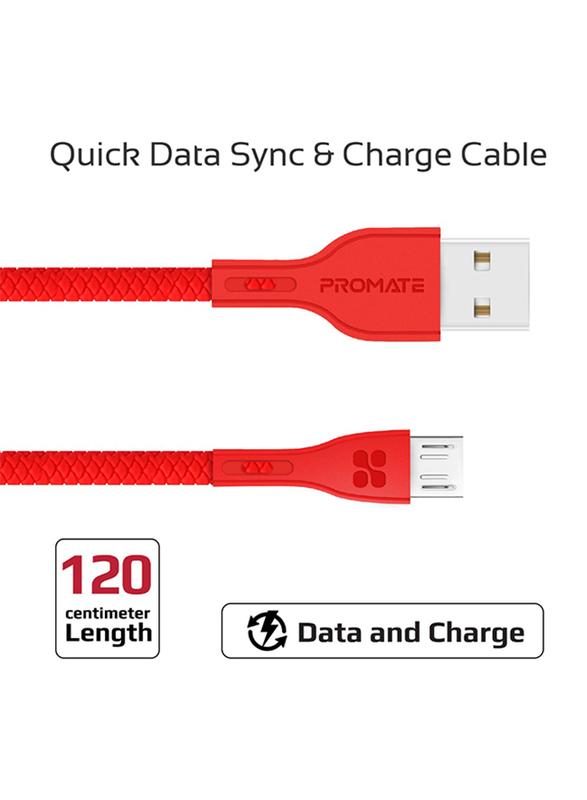 Quick Data Sync & Charge Cable
PROMATE
120
centimeter
Length
Data and Charge